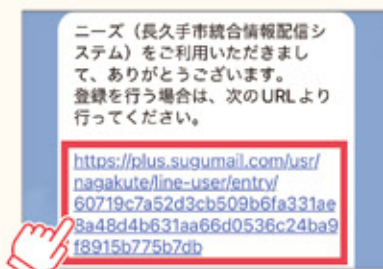 ニーズ（長久手市統合情報配信シ
ステム）をご利用いただきまし
て、ありがとうございます。
登録を行う場合は、次のURLより
行ってください。
https://plus.sugumail.com/usr/
nagakute/line-user/entry/
60719c7a52d3cb509b6fa331ae
8a48d4b631aa66d0536c24ba9
f8915b775b7db